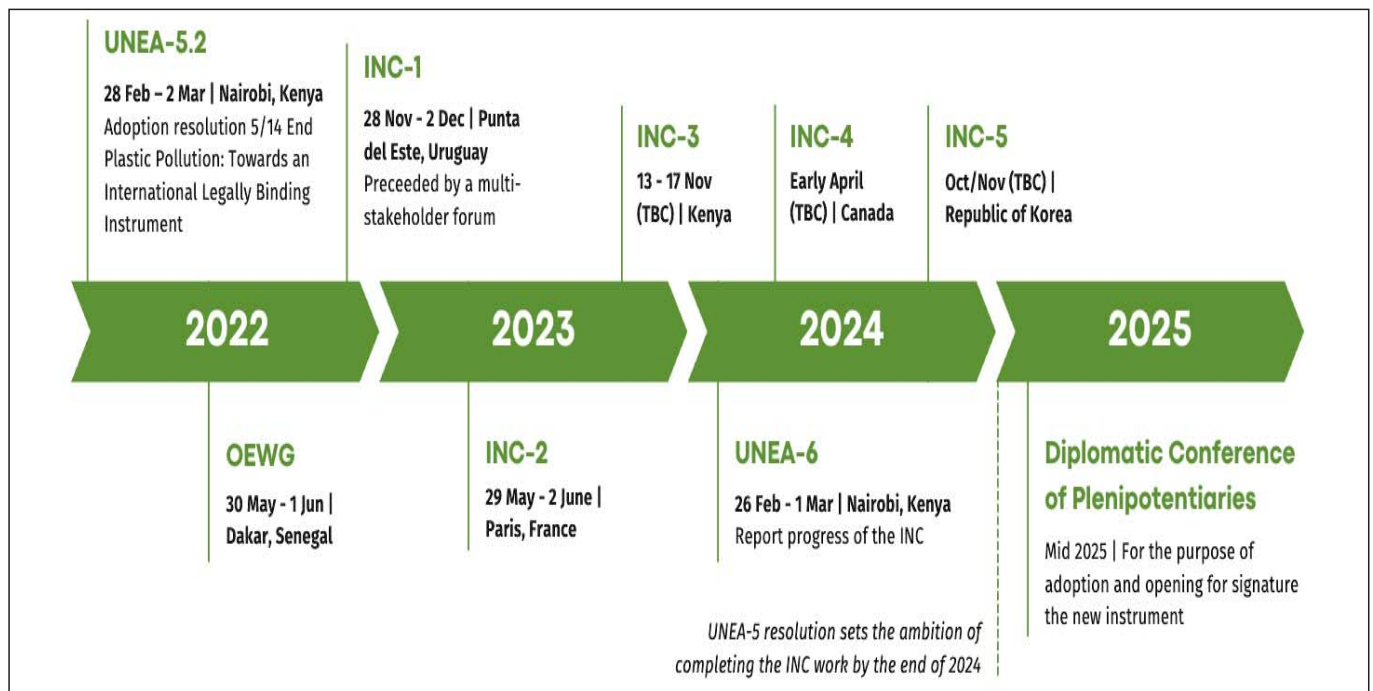 UNEA-5.2
28 Feb – 2 Mar | Nairobi, Kenya
Adoption resolution 5/14 End
Plastic Pollution: Towards an
International Legally Binding
Instrument
INC-1
28 Nov - 2 Dec | Punta
del Este, Uruguay
Preceeded by a multi-
stakeholder forum
INC-3
13 - 17 Nov
(TBC) | Kenya
INC-4
Early April
(TBC) | Canada
INC-5
Oct/Nov (TBC) |
Republic of Korea
2022
2023
2024
2025
OEWG
30 May - 1 Jun |
Dakar, Senegal
INC-2
29 May - 2 June |
Paris, France
UNEA-6
26 Feb - 1 Mar | Nairobi, Kenya
Report progress of the INC
Diplomatic Conference
of Plenipotentiaries
Mid 2025 | For the purpose of
adoption and opening for signature
the new instrument
UNEA-5 resolution sets the ambition of
completing the INC work by the end of 2024